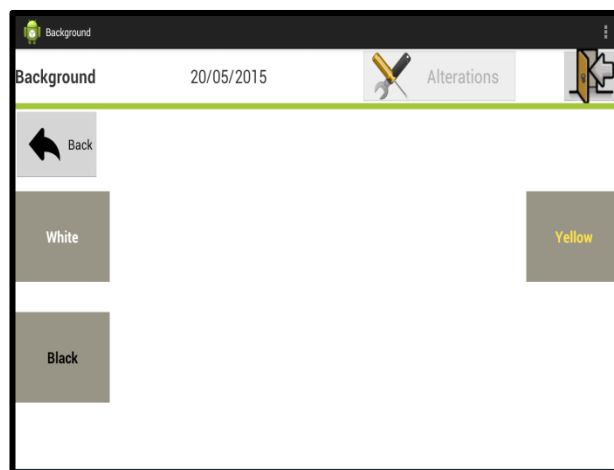 Background
Background 20/05/2015 Alterations
Back
White Yellow
Black